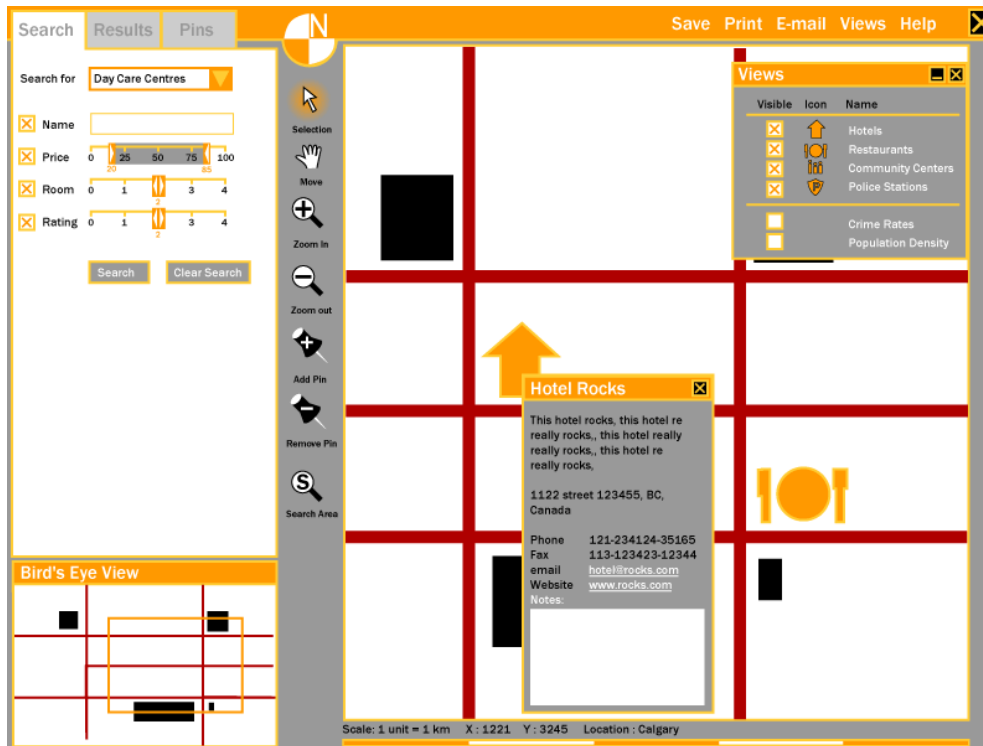 Search Results Pins
N
Save Print E-mail Views Help
Search for Day Care Centres
Name
Price 0 25 50 75 100
20 85
Room 0 1 3 4
2
Rating 0 1 3 4
2
Search Clear Search
Selection
Move
Zoom In
Zoom out
Add Pin
Remove Pin
S
Search Area
Views
Visible Icon Name
Hotels
Restaurants
Community Centers
P Police Stations
Crime Rates
Population Density
Hotel Rocks
This hotel rocks, this hotel re
really rocks,, this hotel really
really rocks,, this hotel re
really rocks,
1122 street 123455, BC,
Canada
Phone 121-234124-35165
Fax 113-123423-12344
email hotel@rocks.com
Website www.rocks.com
Notes:
Bird's Eye View
Scale: 1 unit = 1 km X : 1221 Y : 3245 Location : Calgary